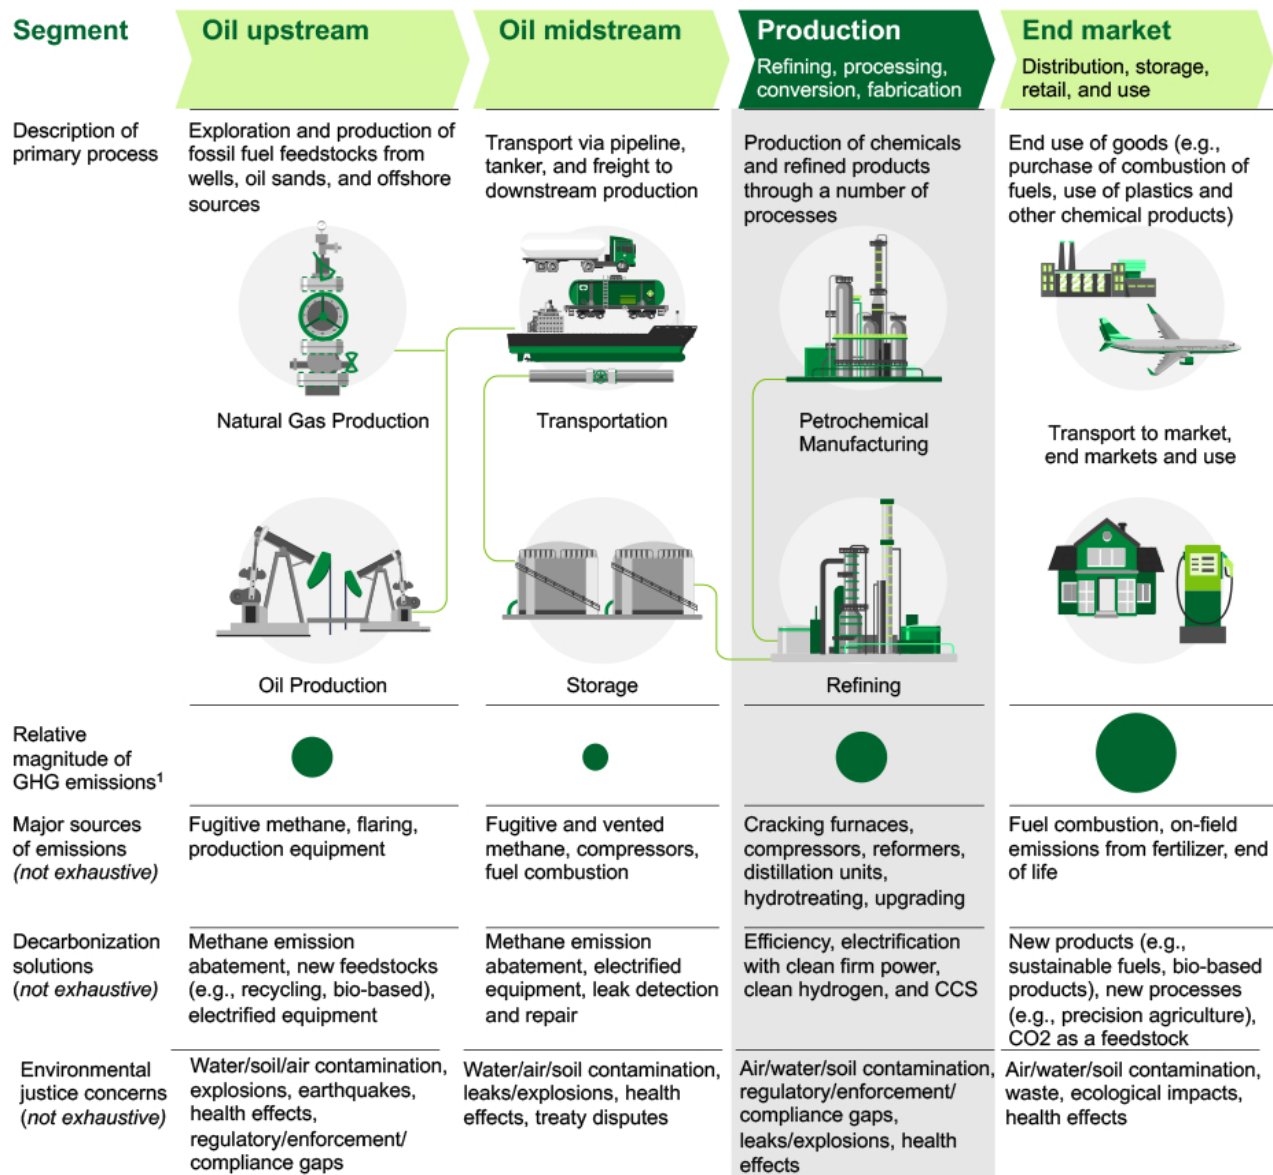 Segment
Oil upstream
Oil midstream
Production
Refining, processing,
conversion, fabrication
End market
Distribution, storage,
retail, and use
Description of
primary process
Exploration and production of
fossil fuel feedstocks from
wells, oil sands, and offshore
sources
Transport via pipeline,
tanker, and freight to
downstream production
Production of chemicals
and refined products
through a number of
processes
End use of goods (e.g.,
purchase of combustion of
fuels, use of plastics and
other chemical products)
Natural Gas Production
Transportation
Petrochemical
Manufacturing
Transport to market,
end markets and use
Oil Production
Storage
Refining
Relative
magnitude of
GHG emissions¹
Major sources
of emissions
(not exhaustive)
Fugitive methane, flaring,
production equipment
Fugitive and vented
methane, compressors,
fuel combustion
Cracking furnaces,
compressors, reformers,
distillation units,
hydrotreating, upgrading
Fuel combustion, on-field
emissions from fertilizer, end
of life
Decarbonization
solutions
(not exhaustive)
Methane emission
abatement, new feedstocks
(e.g., recycling, bio-based),
electrified equipment
Methane emission
abatement, electrified
equipment, leak detection
and repair
Efficiency, electrification
with clean firm power,
clean hydrogen, and CCS
New products (e.g.,
sustainable fuels, bio-based
products), new processes
(e.g., precision agriculture),
CO2 as a feedstock
Environmental
justice concerns
(not exhaustive)
Water/soil/air contamination,
explosions, earthquakes,
health effects,
regulatory/enforcement/
compliance gaps
Water/air/soil contamination,
leaks/explosions, health
effects, treaty disputes
Air/water/soil contamination,
regulatory/enforcement/
compliance gaps,
leaks/explosions, health
effects
Air/water/soil contamination,
waste, ecological impacts,
health effects